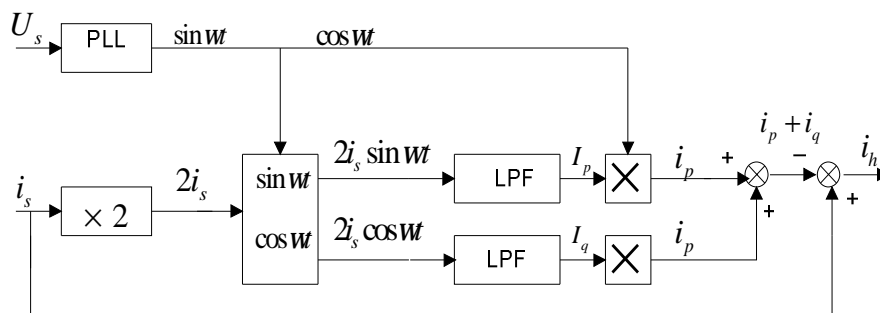 U_s
PLL
sin wt
cos wt
i_s
× 2
2i_s
sin wt
cos wt
2i_s sin wt
LPF
I_p
×
i_p
+
2i_s cos wt
LPF
I_q
×
i_p
+
i_p + i_q
−
+
i_h